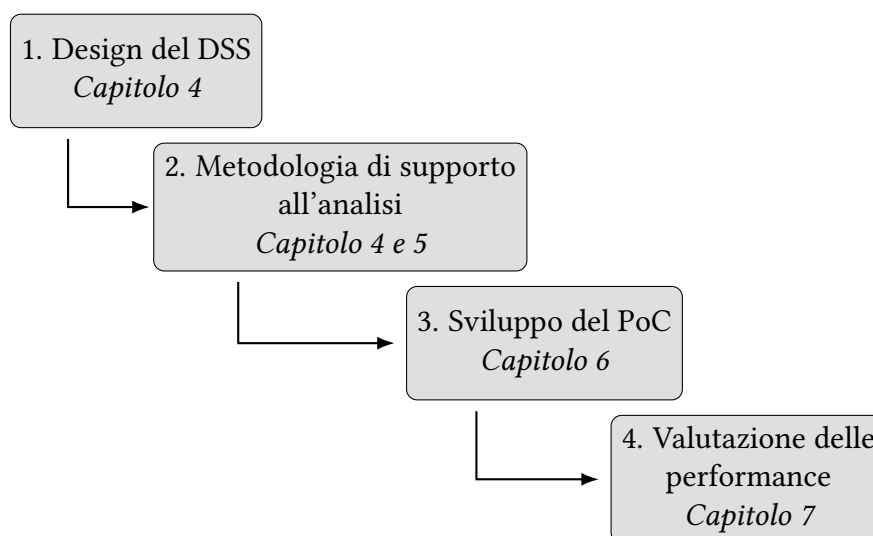 1. Design del DSS
Capitolo 4
2. Metodologia di supporto
all'analisi
Capitolo 4 e 5
3. Sviluppo del PoC
Capitolo 6
4. Valutazione delle
performance
Capitolo 7